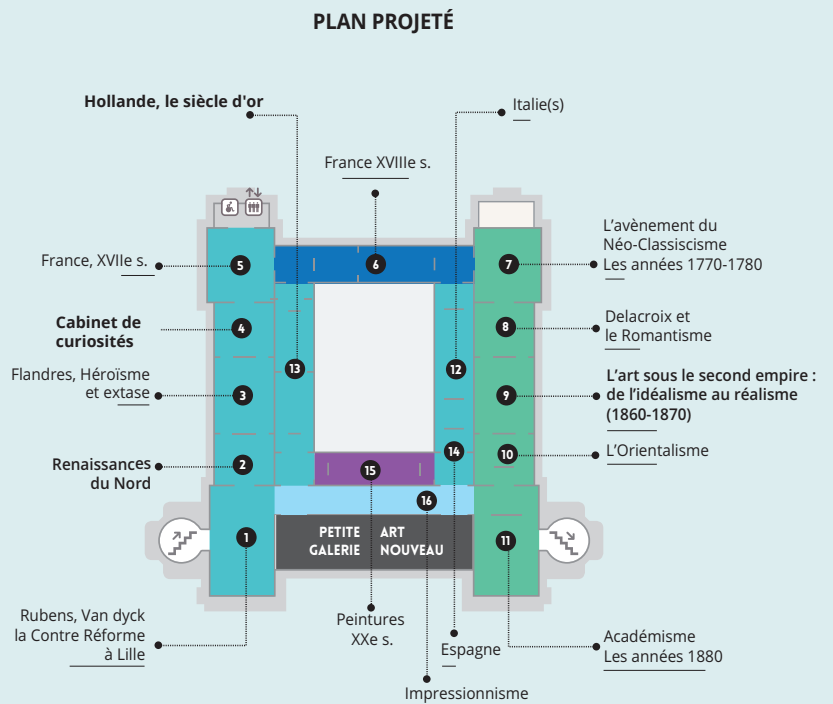 PLAN PROJETÉ
Hollande, le siècle d'or
Italie(s)
France XVIIIe s.
L'avènement du
Néo-Classiscisme
Les années 1770-1780
France, XVIIe s.
5
6
7
Cabinet de
curiosités
4
8
Delacroix et
le Romantisme
13
12
Flandres, Héroïsme
et extase
3
9
L'art sous le second empire :
de l'idéalisme au réalisme
(1860-1870)
Renaissances
du Nord
2
15
14
10
L'Orientalisme
16
1
PETITE ART
GALERIE NOUVEAU
11
Rubens, Van dyck
la Contre Réforme
à Lille
Peintures
XXe s.
Espagne
Académisme
Les années 1880
Impressionnisme